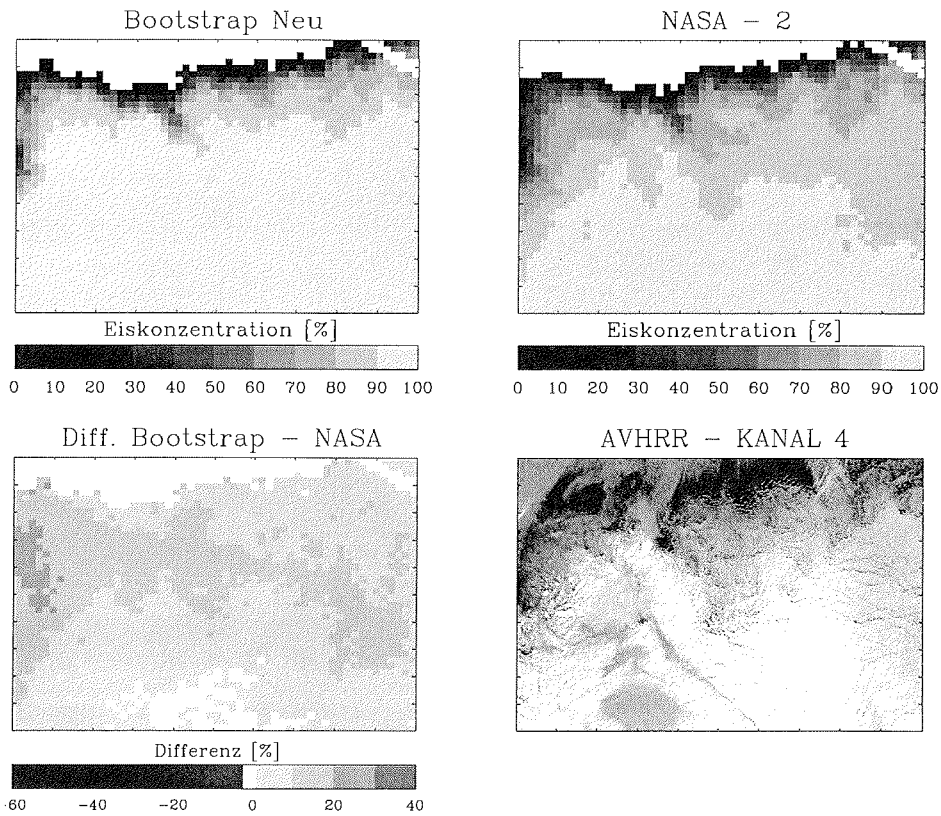 Bootstrap Neu
NASA - 2
Eiskonzentration [%]
0 10 20 30 40 50 60 70 80 90 100
Eiskonzentration [%]
0 10 20 30 40 50 60 70 80 90 100
Diff. Bootstrap - NASA
AVHRR - KANAL 4
Differenz [%]
-60 -40 -20 0 20 40